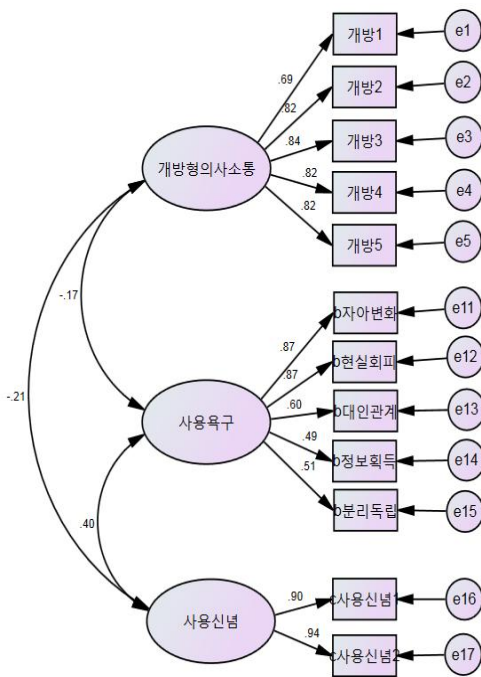 개방1
e1
.69
개방2
e2
.82
개방3
e3
.84
개방형의사소통
.82
개방4
e4
.82
개방5
e5
-.17
b자아변화
e11
.87
b현실회피
e12
.87
-.21
b대인관계
e13
.60
사용욕구
.49
b정보획득
e14
.51
b분리독립
e15
.40
.90
c사용신념1
e16
사용신념
.94
c사용신념2
e17